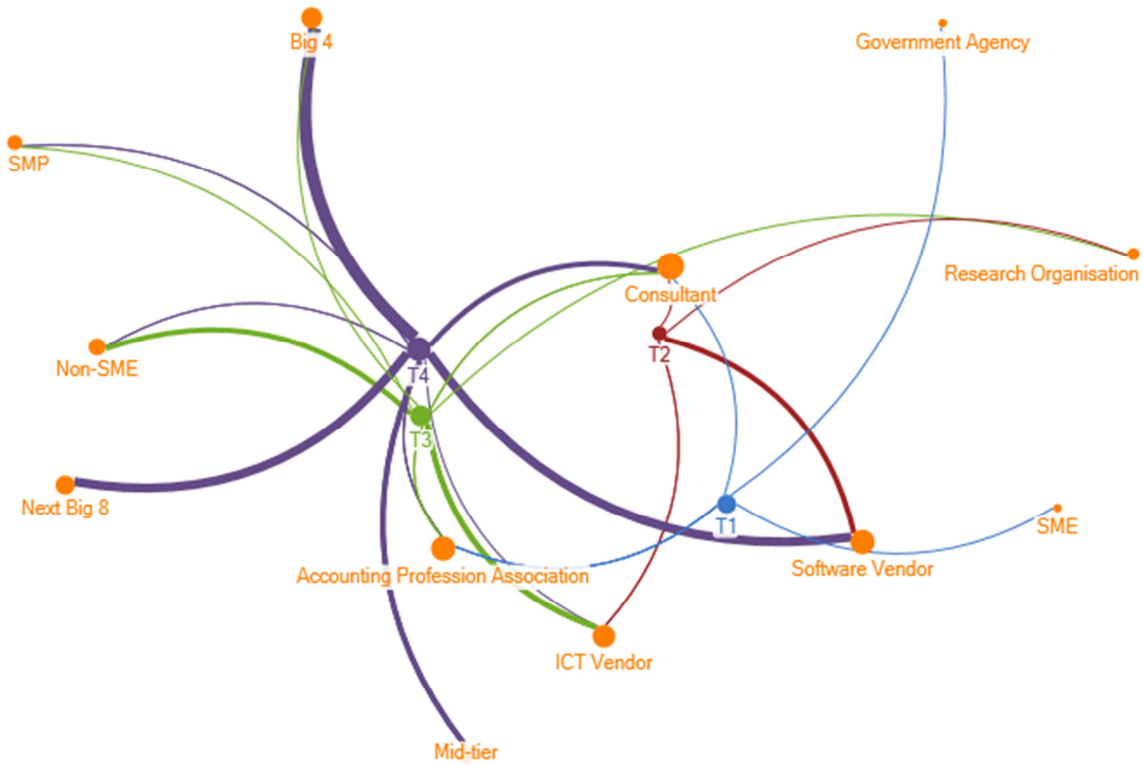 Big 4
Government Agency
SMP
Research Organisation
Consultant
T2
Non-SME
T4
T3
Next Big 8
T1
SME
Accounting Profession Association
Software Vendor
ICT Vendor
Mid-tier